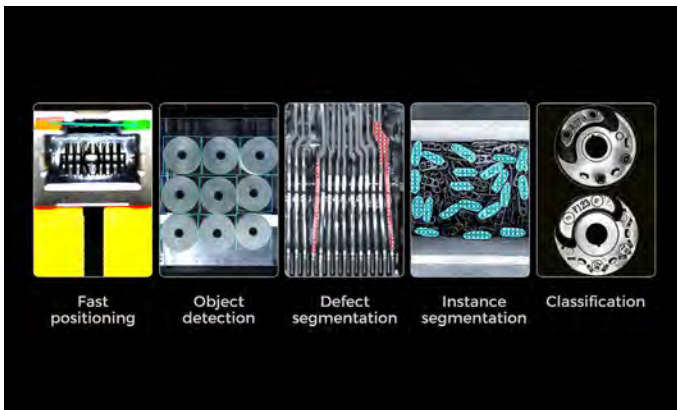 Fast
positioning
Object
detection
Defect
segmentation
Instance
segmentation
Classification